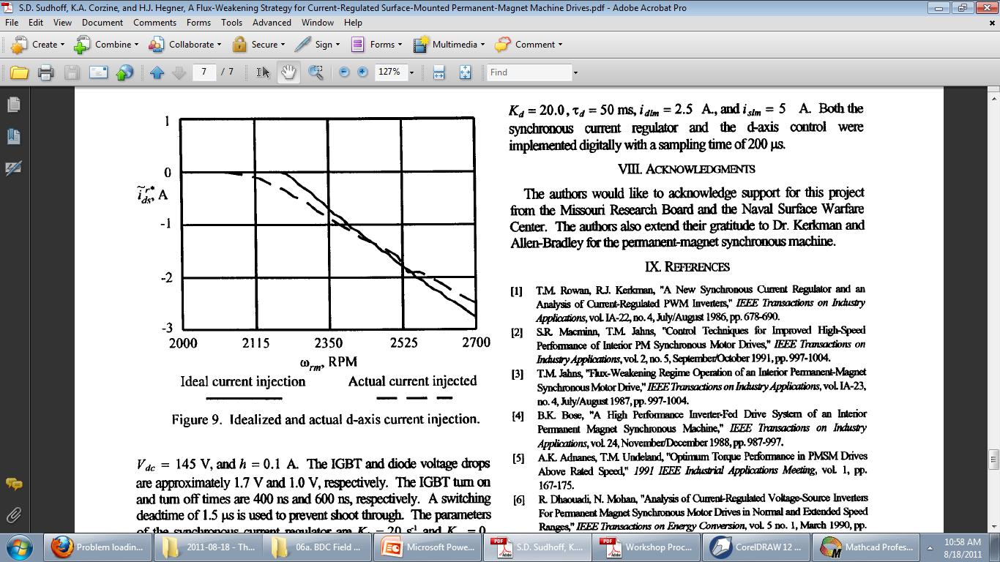 S.D. Sudhoff, K.A. Corzine, and H.J. Hegner, A Flux-Weakening Strategy for Current-Regulated Surface-Mounted Permanent-Magnet Machine Drives.pdf - Adobe Acrobat Pro
File Edit View Document Comments Forms Tools Advanced Window Help
Create Combine Collaborate Secure Sign Forms Multimedia Comment
7 / 7 127% Find
1
0
ĩ_ds^r*, A
-1
-2
-3
2000 2115 2350 2525 2700
ω_rm, RPM
Ideal current injection Actual current injected
Figure 9. Idealized and actual d-axis current injection.
V_dc = 145 V, and h = 0.1 A. The IGBT and diode voltage drops
are approximately 1.7 V and 1.0 V, respectively. The IGBT turn on
and turn off times are 400 ns and 600 ns, respectively. A switching
deadtime of 1.5 μs is used to prevent shoot through. The parameters
of the synchronous current regulator are = 20 s⁻¹ and = 0
K_d = 20.0, τ_d = 50 ms, i_dlm = 2.5 A., and i_slm = 5 A. Both the
synchronous current regulator and the d-axis control were
implemented digitally with a sampling time of 200 μs.
VIII. ACKNOWLEDGMENTS
The authors would like to acknowledge support for this project
from the Missouri Research Board and the Naval Surface Warfare
Center. The authors also extend their gratitude to Dr. Kerkman and
Allen-Bradley for the permanent-magnet synchronous machine.
IX. REFERENCES
[1] T.M. Rowan, R.J. Kerkman, "A New Synchronous Current Regulator and an
Analysis of Current-Regulated PWM Inverters," IEEE Transactions on Industry
Applications, vol. IA-22, no. 4, July/August 1986, pp. 678-690.
[2] S.R. Macminn, T.M. Jahns, "Control Techniques for Improved High-Speed
Performance of Interior PM Synchronous Motor Drives," IEEE Transactions on
Industry Applications, vol. 2, no. 5, September/October 1991, pp. 997-1004.
[3] T.M. Jahns, "Flux-Weakening Regime Operation of an Interior Permanent-Magnet
Synchronous Motor Drive," IEEE Transactions on Industry Applications, vol. IA-23,
no. 4, July/August 1987, pp. 997-1004.
[4] B.K. Bose, "A High Performance Inverter-Fed Drive System of an Interior
Permanent Magnet Synchronous Machine," IEEE Transactions on Industry
Applications, vol. 24, November/December 1988, pp. 987-997.
[5] A.K. Adnanes, T.M. Undeland, "Optimum Torque Performance in PMSM Drives
Above Rated Speed," 1991 IEEE Industrial Applications Meeting, vol. 1, pp.
167-175.
[6] R. Dhaouadi, N. Mohan, "Analysis of Current-Regulated Voltage-Source Inverters
For Permanent Magnet Synchronous Motor Drives in Normal and Extended Speed
Ranges," IEEE Transactions on Energy Conversion, vol. 5 no. 1, March 1990, pp.
Problem loadin... 2011-08-18 - Th... 06a. BDC Field ... Microsoft Powe... S.D. Sudhoff, K.... Workshop Proc... CorelDRAW 12 ... Mathcad Profes...
10:58 AM
8/18/2011